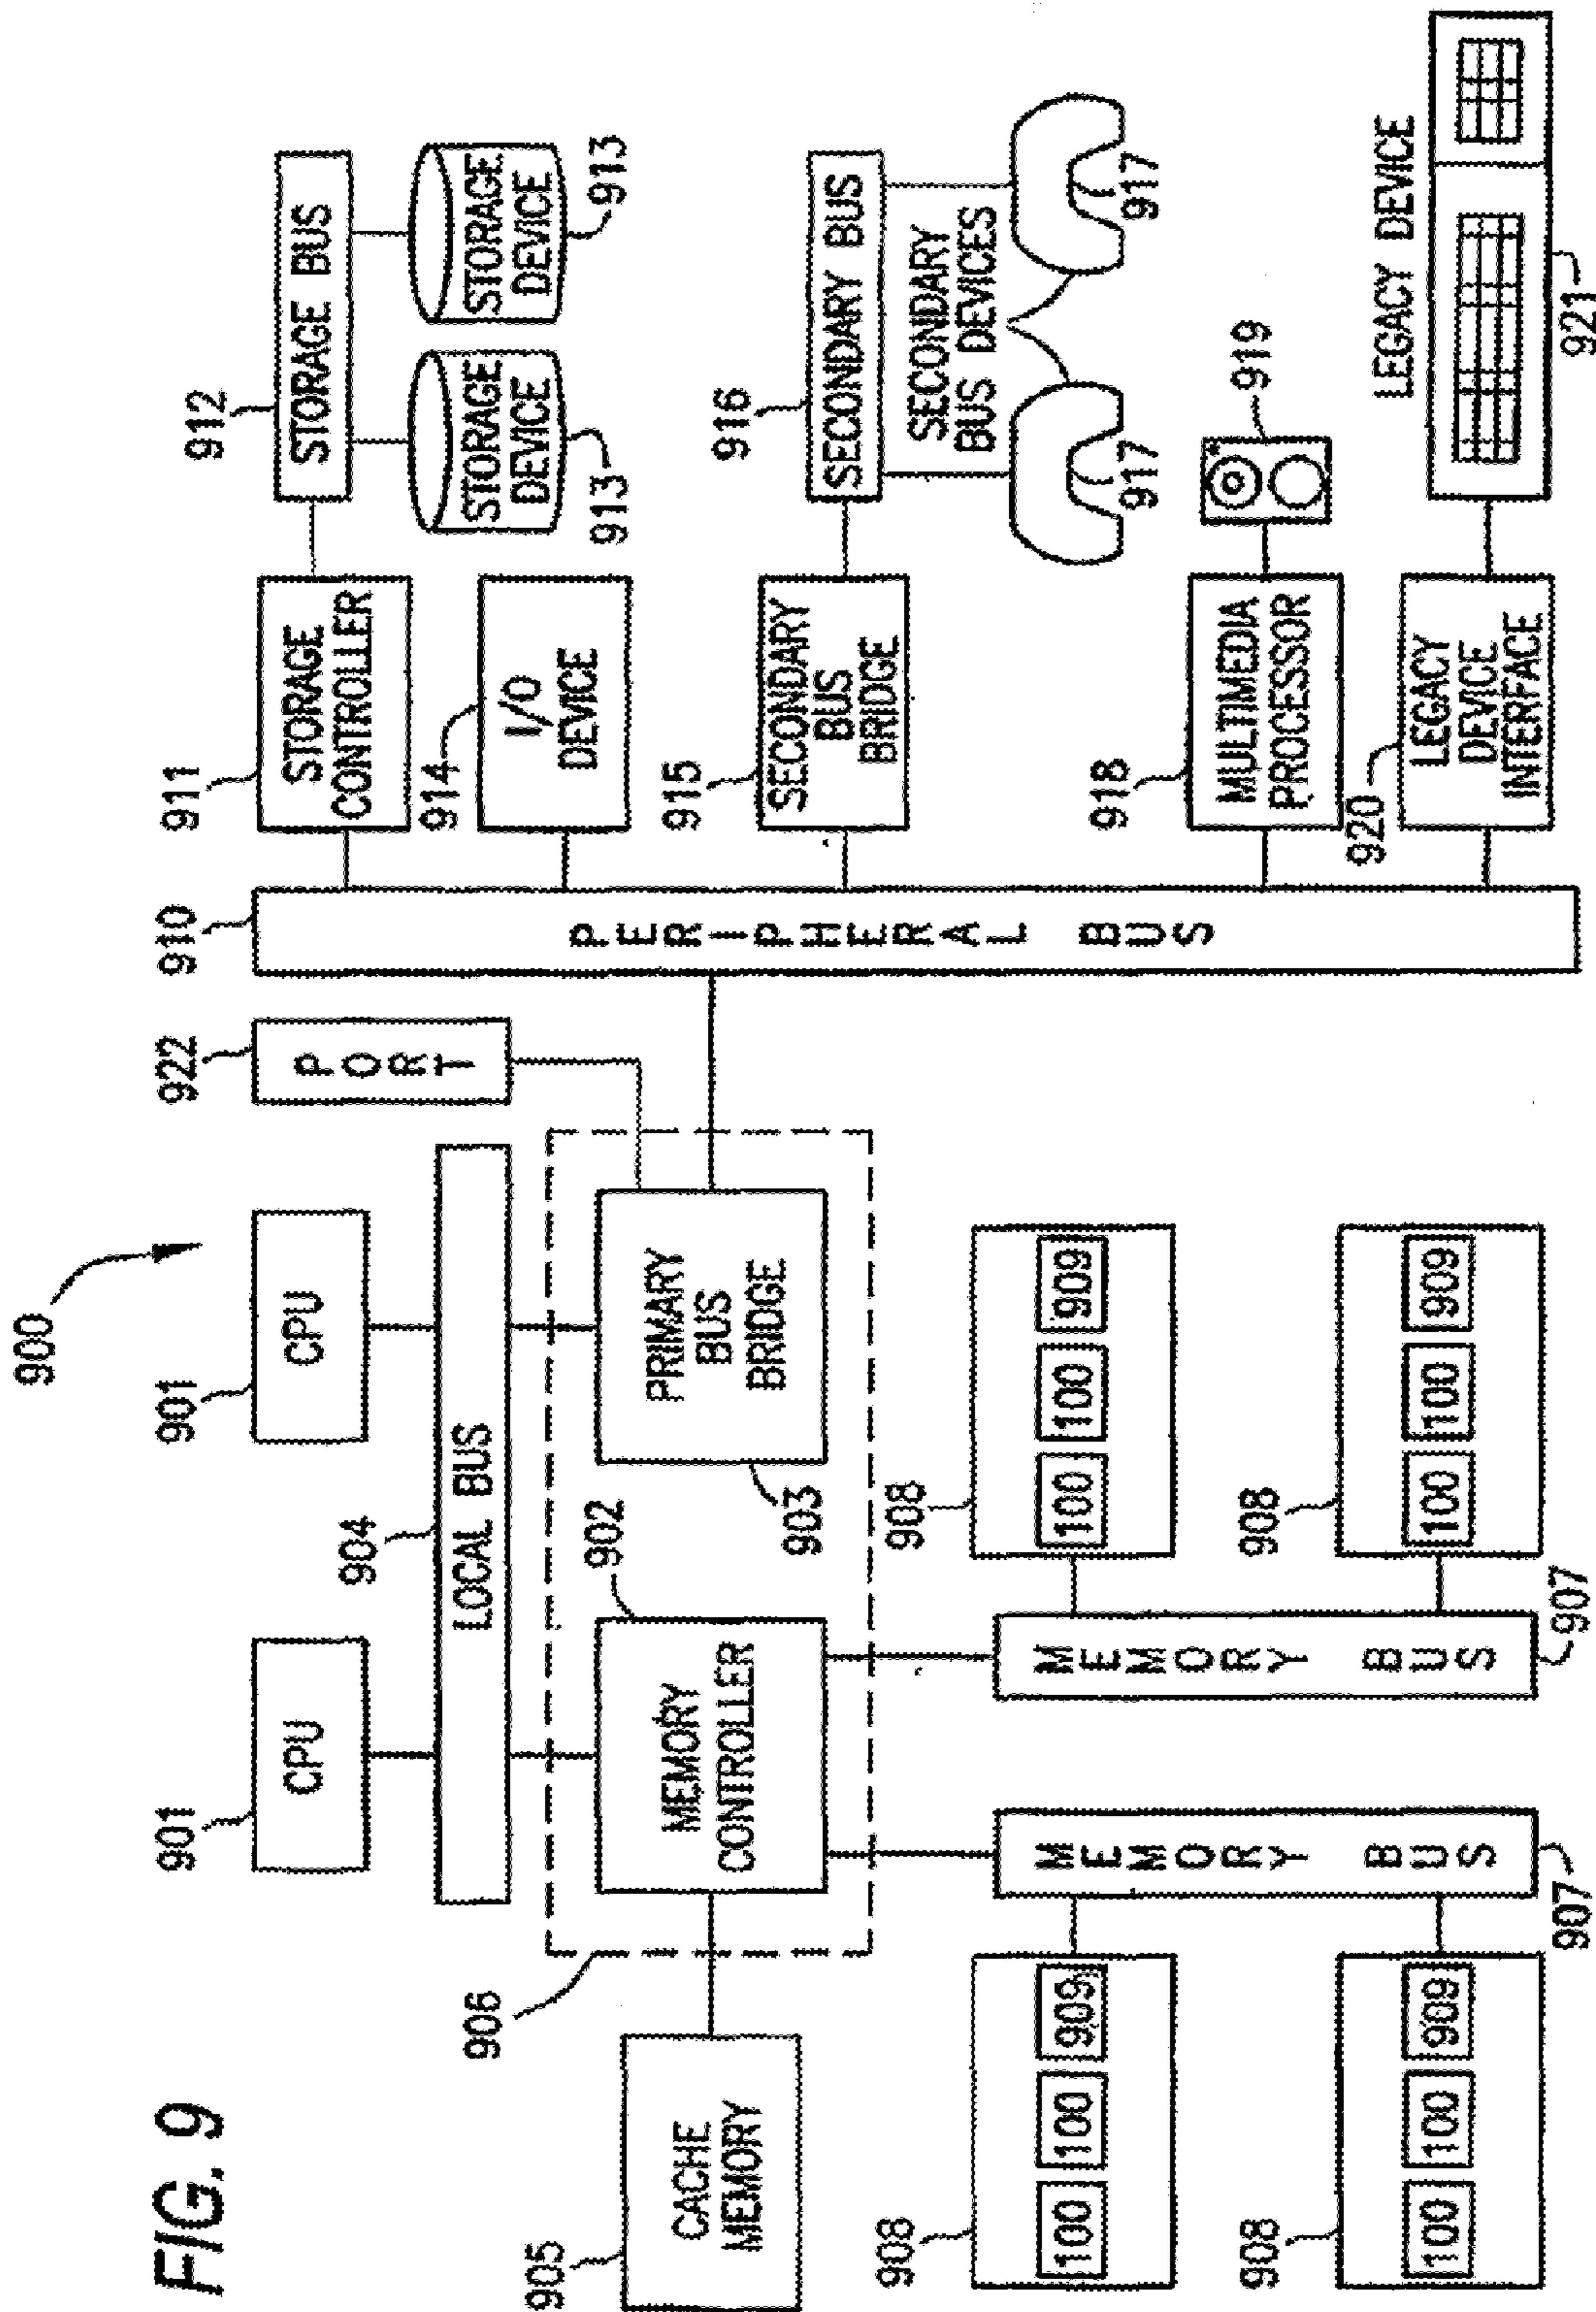 FIG. 9
900
901
CPU
901
CPU
904
LOCAL BUS
922
PORT
910
PERIPHERAL BUS
906
902
MEMORY
CONTROLLER
903
PRIMARY
BUS
BRIDGE
905
CACHE
MEMORY
907
MEMORY BUS
907
MEMORY BUS
908
100
100
909
908
100
100
909
908
100
100
909
908
100
100
909
911
STORAGE
CONTROLLER
912
STORAGE BUS
STORAGE
DEVICE
913
STORAGE
DEVICE
913
914
I/O
DEVICE
915
SECONDARY
BUS
BRIDGE
916
SECONDARY BUS
SECONDARY
BUS DEVICES
917
917
918
MULTIMEDIA
PROCESSOR
919
920
LEGACY
DEVICE
INTERFACE
LEGACY DEVICE
921